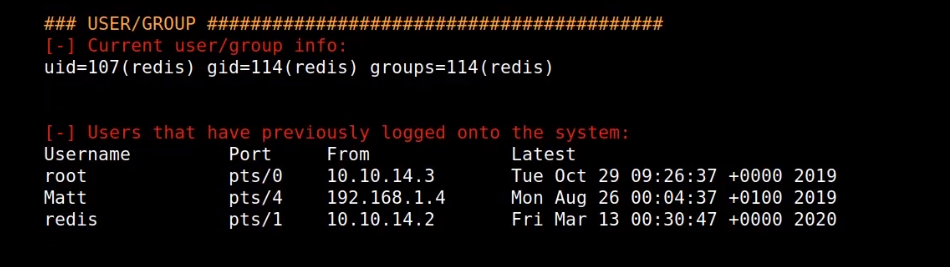 ### USER/GROUP ##########################################
[-] Current user/group info:
uid=107(redis) gid=114(redis) groups=114(redis)
[-] Users that have previously logged onto the system:
Username         Port     From             Latest
root             pts/0    10.10.14.3       Tue Oct 29 09:26:37 +0000 2019
Matt             pts/4    192.168.1.4      Mon Aug 26 00:04:37 +0100 2019
redis            pts/1    10.10.14.2       Fri Mar 13 00:30:47 +0000 2020